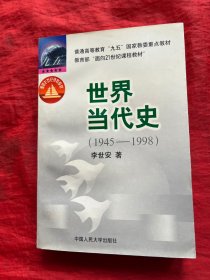 普通高等教育“九五”国家教委重点教材
教育部“面向21世纪课程教材”
世界
当代史
(1945—1998)
李世安 著
中国人民大学出版社